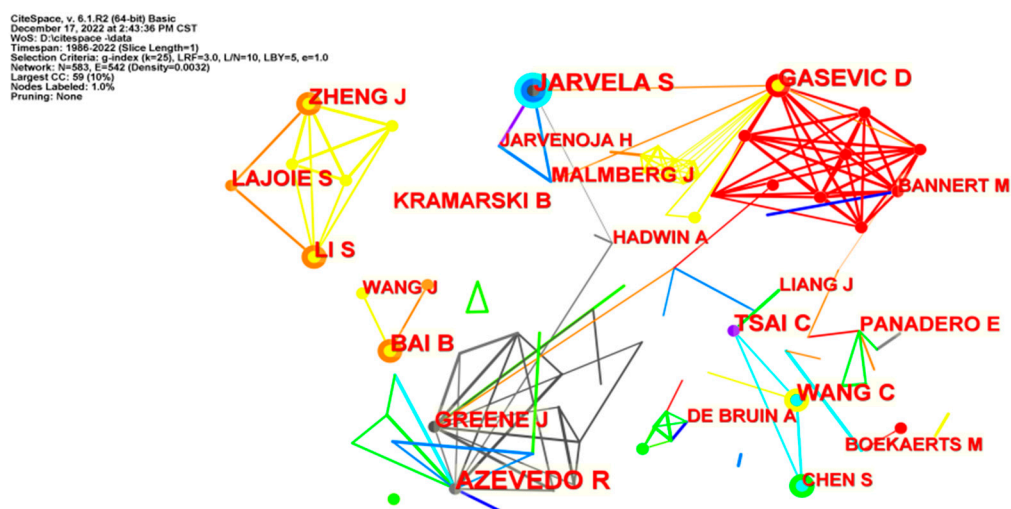 CiteSpace, v. 6.1.R2 (64-bit) Basic
December 17, 2022 at 2:43:36 PM CST
WoS: D:\citespace -\data
Timespan: 1986-2022 (Slice Length=1)
Selection Criteria: g-index (k=25), LRF=3.0, L/N=10, LBY=5, e=1.0
Network: N=583, E=542 (Density=0.0032)
Largest CC: 59 (10%)
Nodes Labeled: 1.0%
Pruning: None
ZHENG J
JARVELA S
GASEVIC D
JARVENOJA H
LAJOIE S
MALMBERG J
BANNERT M
KRAMARSKI B
HADWIN A
LI S
WANG J
LIANG J
TSAI C
PANADERO E
BAI B
WANG C
GREENE J
DE BRUIN A
BOEKAERTS M
AZEVEDO R
CHEN S